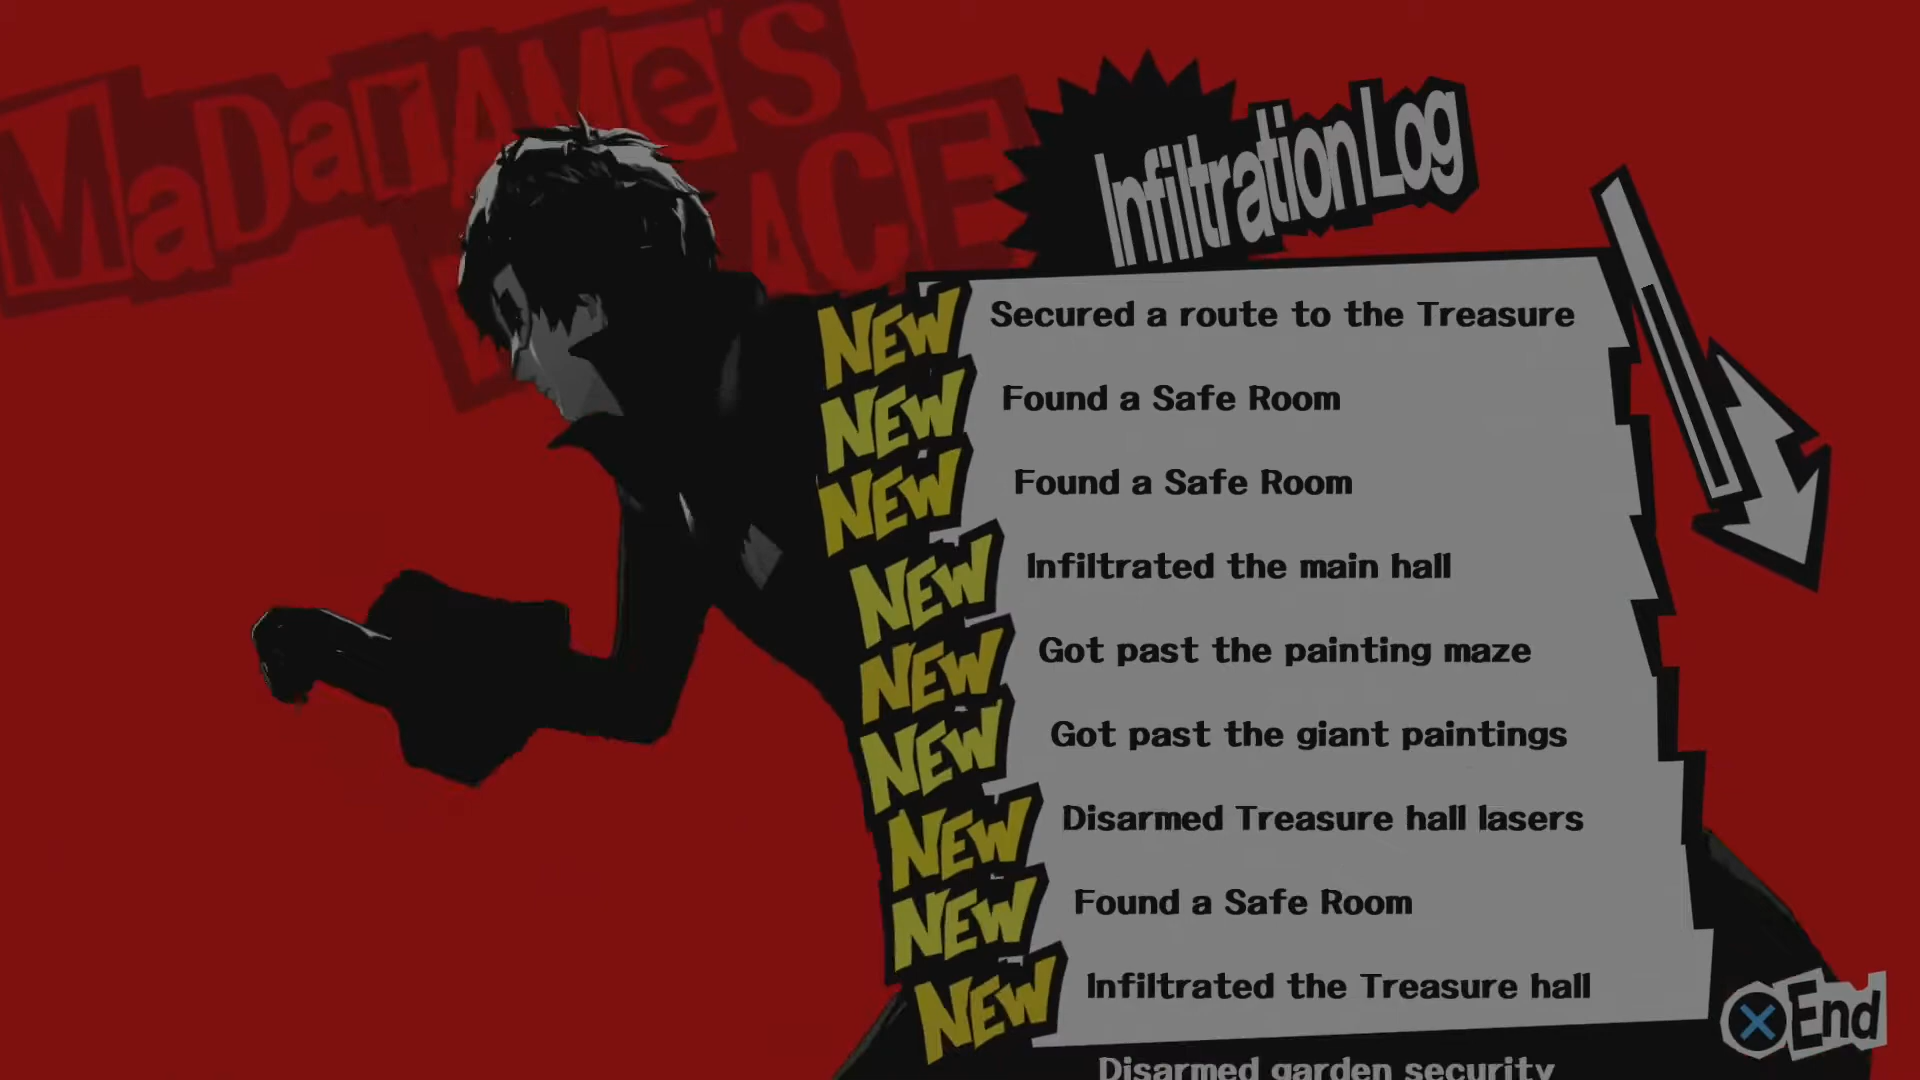 MaDarAMe'S
PALACE
Infiltration Log
NEW Secured a route to the Treasure
NEW Found a Safe Room
NEW Found a Safe Room
NEW Infiltrated the main hall
NEW Got past the painting maze
NEW Got past the giant paintings
NEW Disarmed Treasure hall lasers
NEW Found a Safe Room
NEW Infiltrated the Treasure hall
Disarmed garden security
End